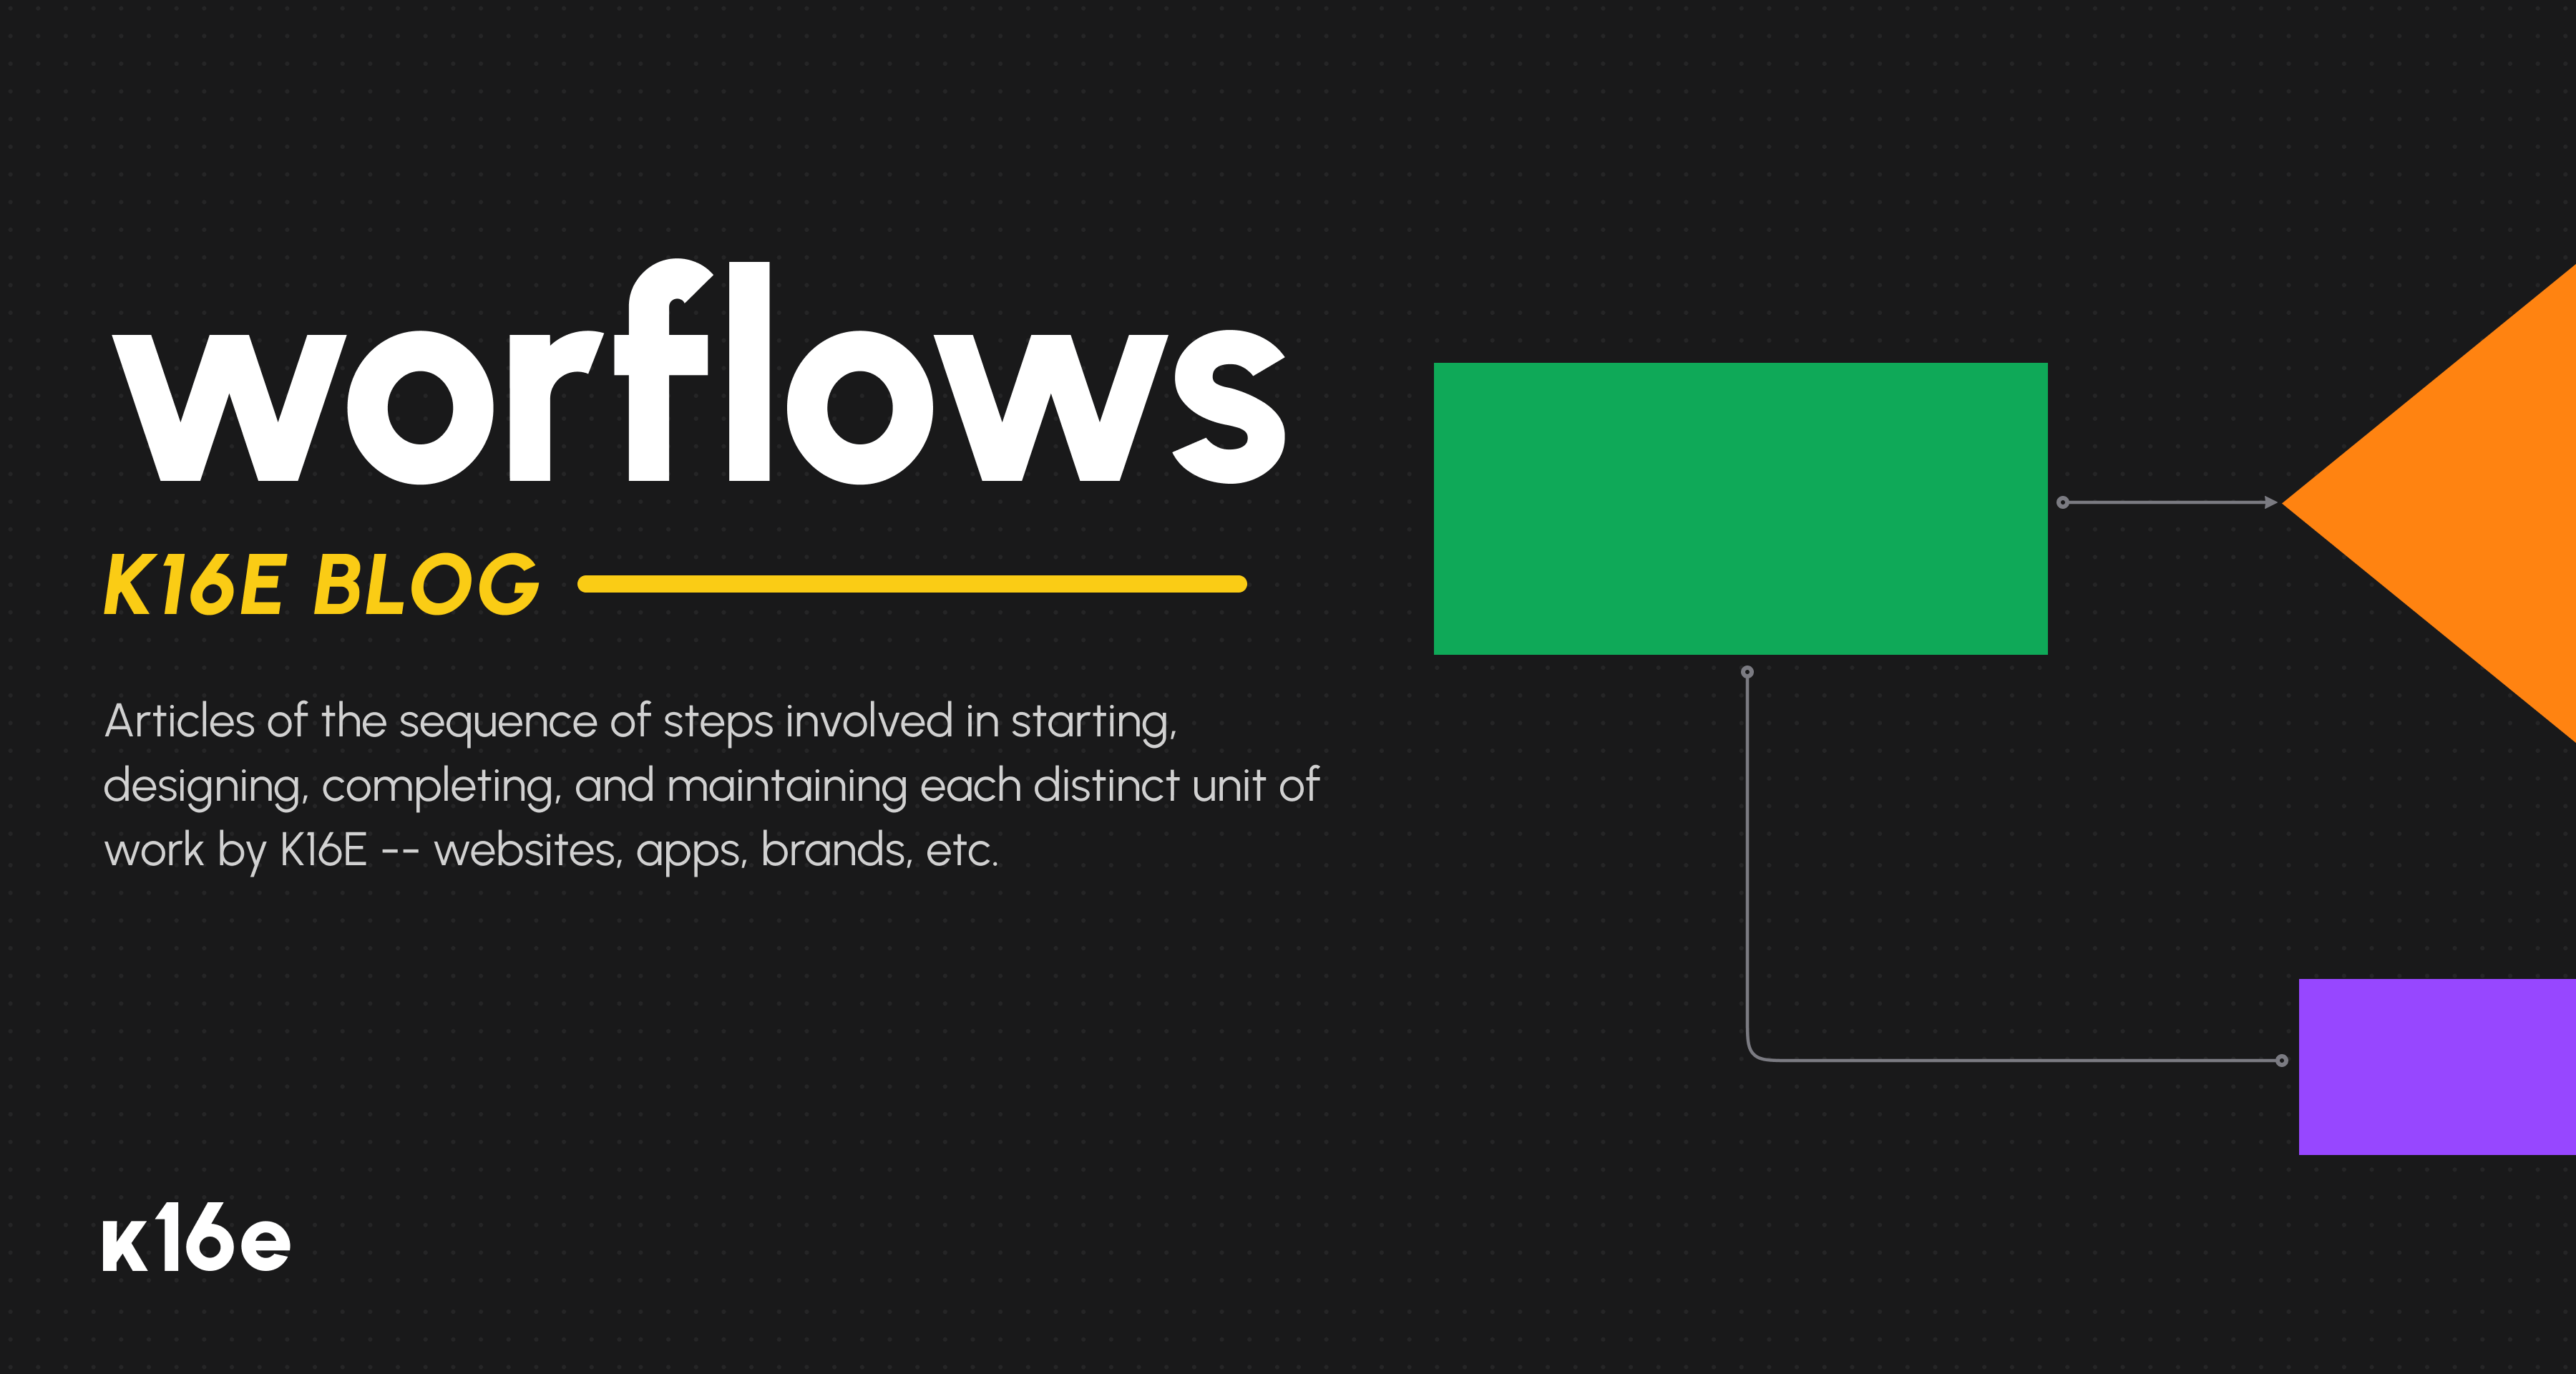 worflows
K16E BLOG
Articles of the sequence of steps involved in starting,
designing, completing, and maintaining each distinct unit of
work by K16E -- websites, apps, brands, etc.
k16e